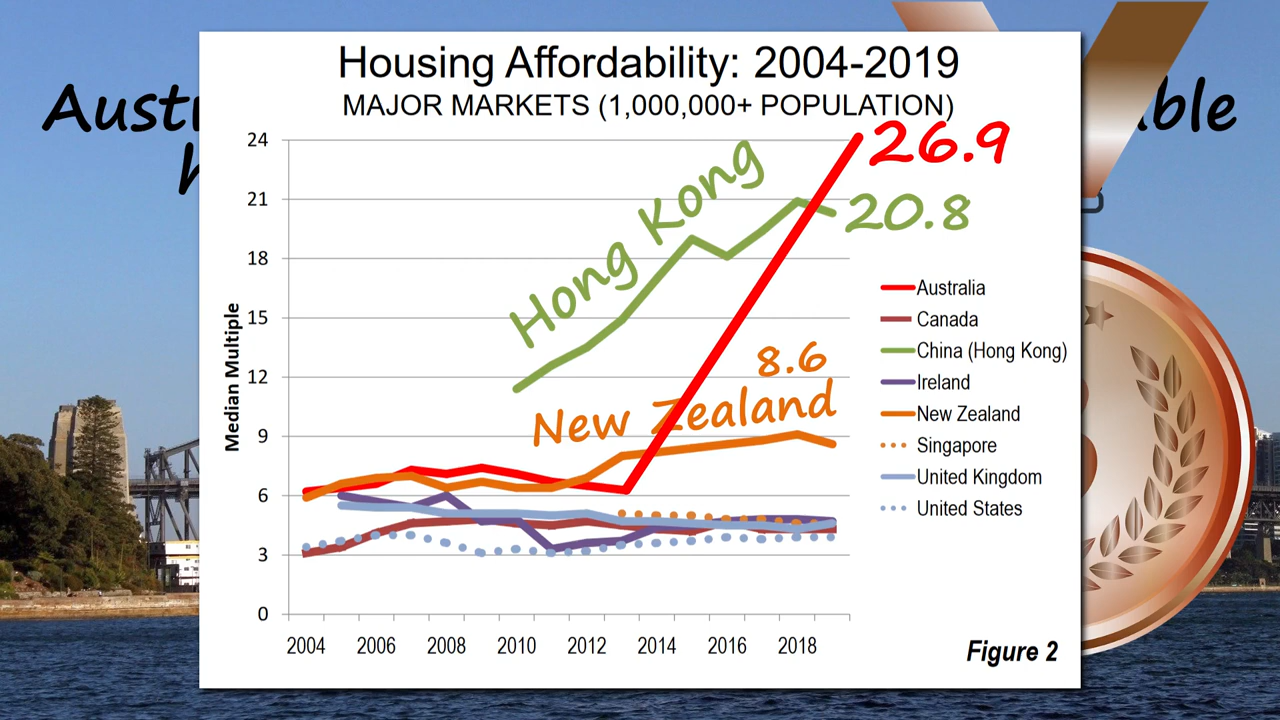 Housing Affordability: 2004-2019
MAJOR MARKETS (1,000,000+ POPULATION)
24
21
18
15
12
9
6
3
0
Median Multiple
2004 2006 2008 2010 2012 2014 2016 2018
Hong Kong
26.9
20.8
8.6
New Zealand
Australia
Canada
China (Hong Kong)
Ireland
New Zealand
Singapore
United Kingdom
United States
Figure 2